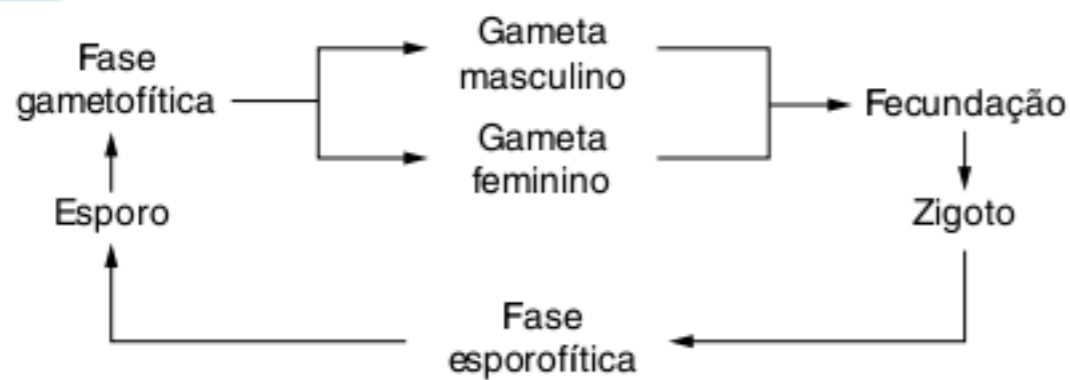 Fase
gametofítica
Gameta
masculino
Gameta
feminino
Fecundação
Zigoto
Fase
esporofítica
Esporo